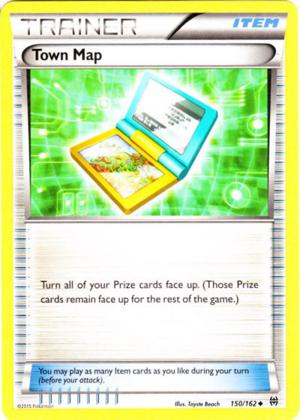 TRAINER ITEM
Town Map
Turn all of your Prize cards face up. (Those Prize
cards remain face up for the rest of the game.)
You may play as many Item cards as you like during your turn
(before your attack).
©2015 Pokémon
Illus. Toyste Beach
150/162